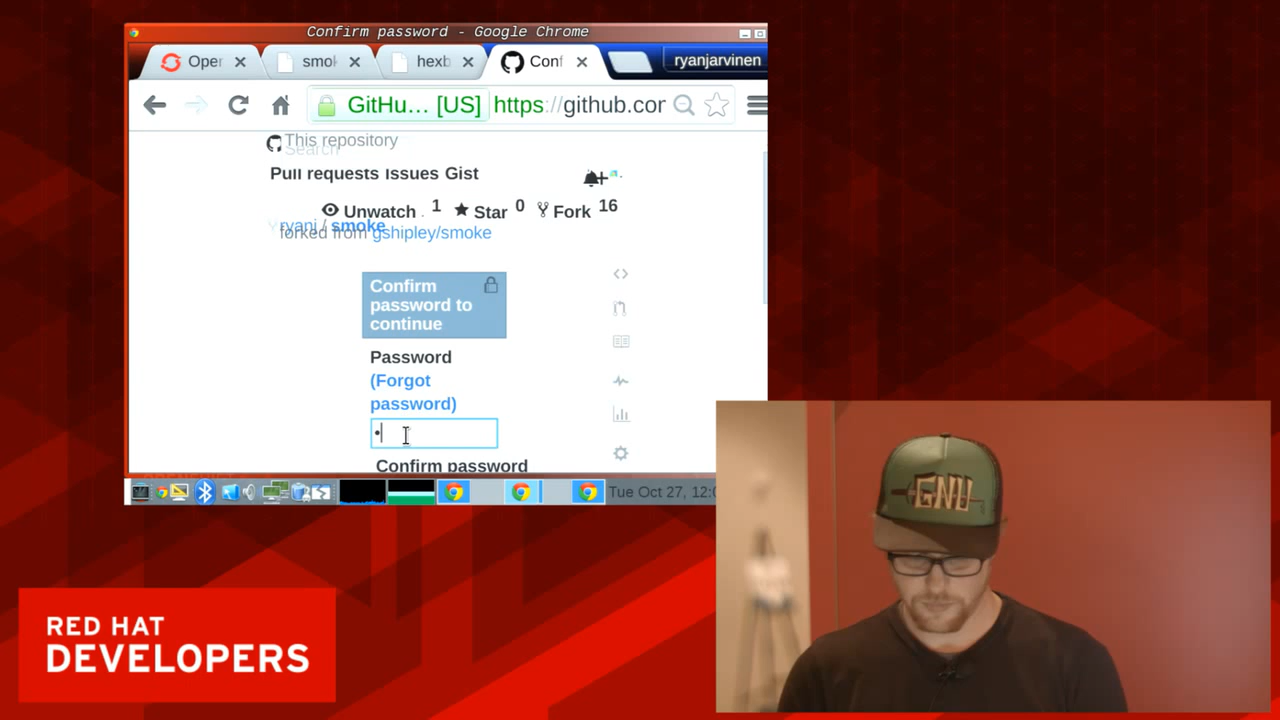 Confirm password - Google Chrome
Oper
smok
hexb
Conf
ryanjarvinen
GitHu... [US]
https://github.cor
This repository
Search
Pull requests Issues Gist
Unwatch 1 Star 0 Fork 16
ryanj / smoke
forked from gshipley/smoke
Confirm
password to
continue
Password
(Forgot
password)
Confirm password
Tue Oct 27, 12:0
GNU
RED HAT
DEVELOPERS